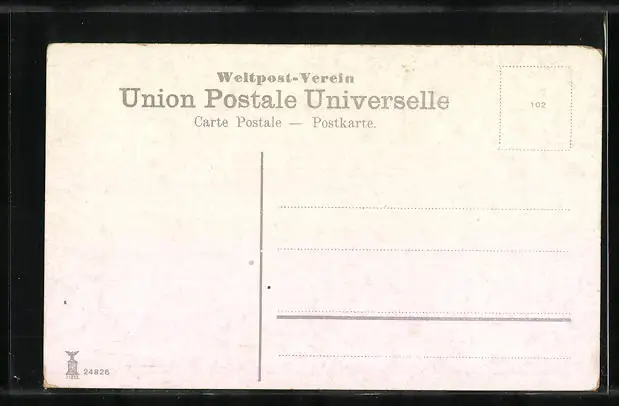 Weltpost-Verein
Union Postale Universelle
Carte Postale — Postkarte.
102
24826